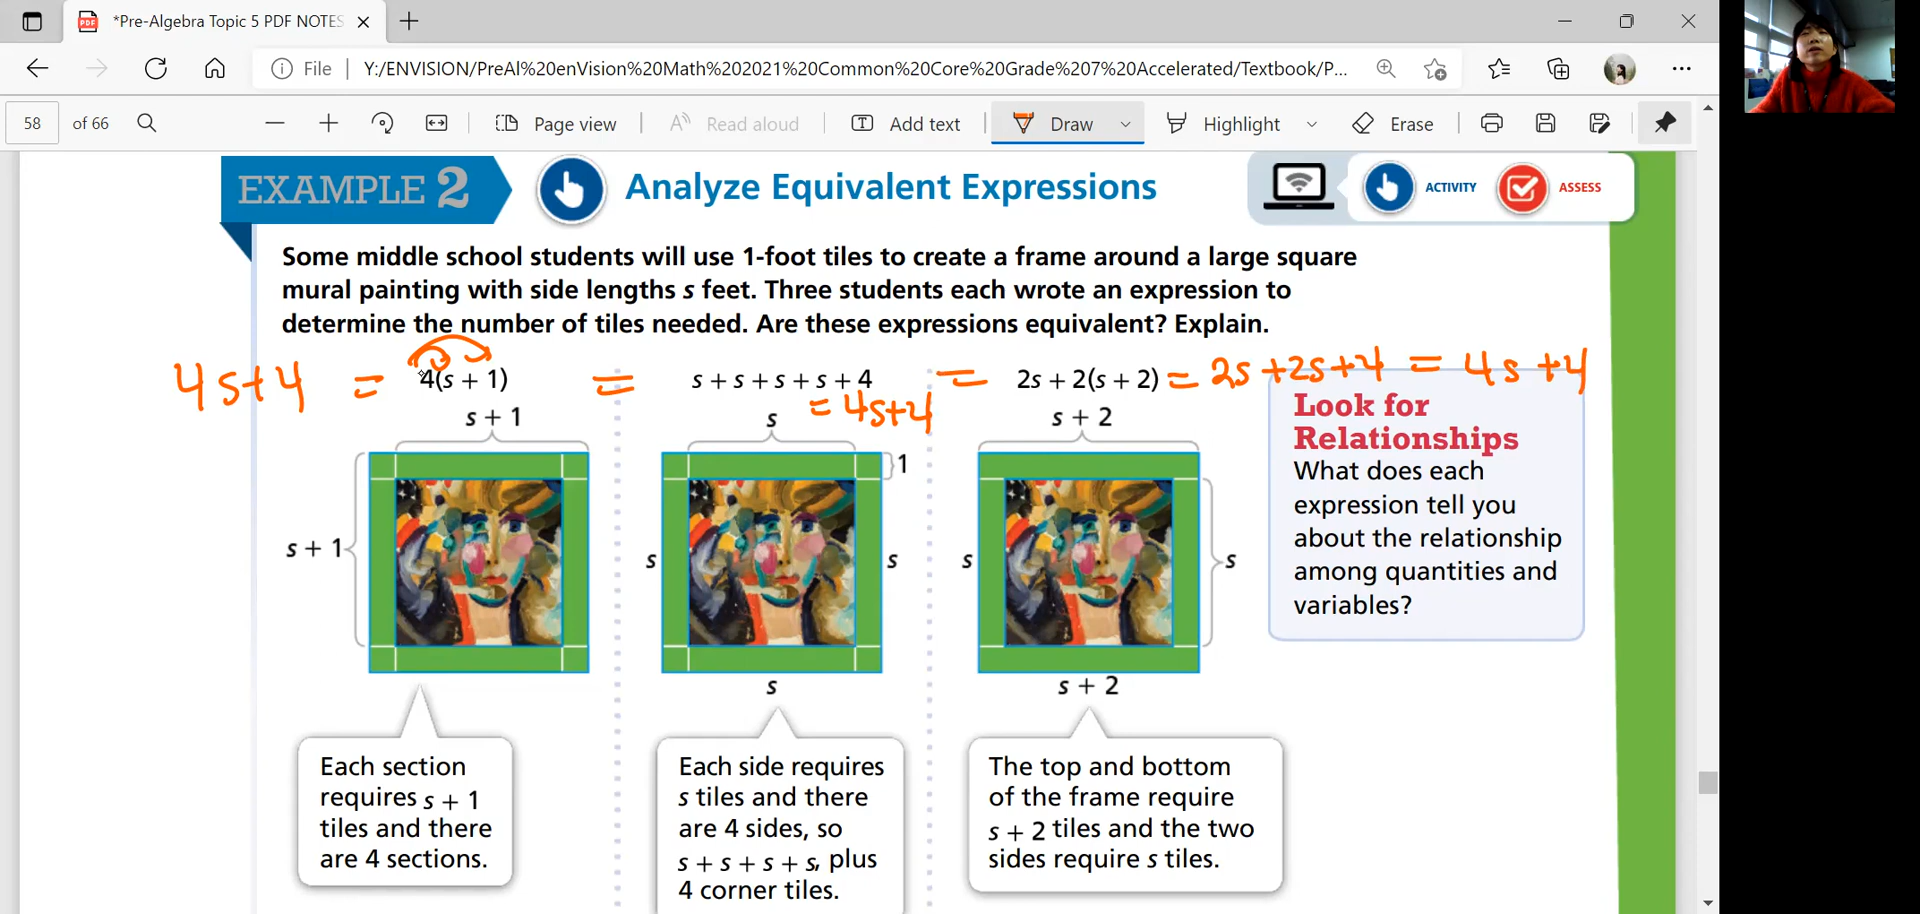 *Pre-Algebra Topic 5 PDF NOTES
File Y:/ENVISION/PreAl%20enVision%20Math%202021%20Common%20Core%20Grade%207%20Accelerated/Textbook/P...
58 of 66 Page view Read aloud Add text Draw Highlight Erase
EXAMPLE 2 Analyze Equivalent Expressions ACTIVITY ASSESS
Some middle school students will use 1-foot tiles to create a frame around a large square
mural painting with side lengths s feet. Three students each wrote an expression to
determine the number of tiles needed. Are these expressions equivalent? Explain.
4s+4 = 4(s + 1) = s + s + s + s + 4 = 2s + 2(s + 2) = 2s+2s+4 = 4s+4
= 4s+4
s + 1
s
s + 2
1
s + 1
s
s
s
s
s
s + 2
Each section
requires s + 1
tiles and there
are 4 sections.
Each side requires
s tiles and there
are 4 sides, so
s + s + s + s, plus
4 corner tiles.
The top and bottom
of the frame require
s + 2 tiles and the two
sides require s tiles.
Look for
Relationships
What does each
expression tell you
about the relationship
among quantities and
variables?